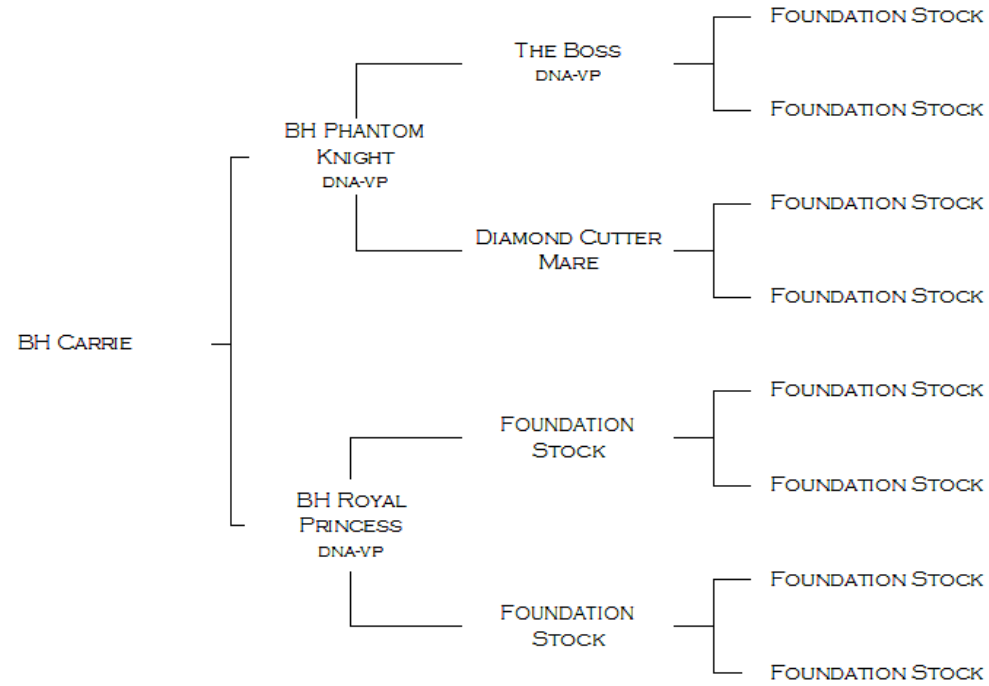 Foundation Stock
The Boss
DNA-VP
Foundation Stock
BH Phantom
Knight
DNA-VP
Foundation Stock
Diamond Cutter
Mare
Foundation Stock
BH Carrie
Foundation Stock
Foundation
Stock
Foundation Stock
BH Royal
Princess
DNA-VP
Foundation Stock
Foundation
Stock
Foundation Stock